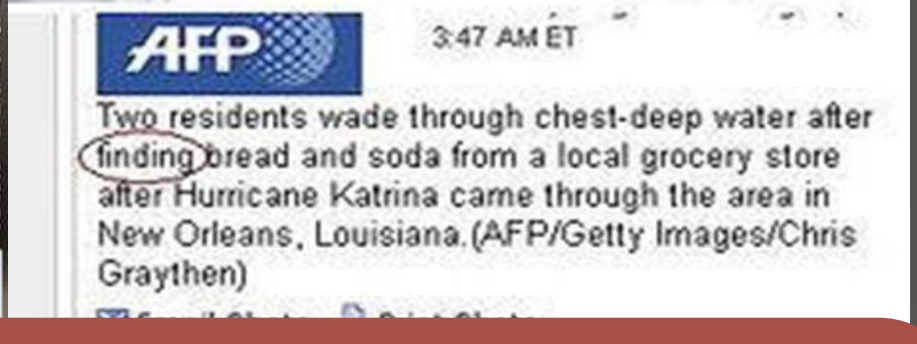 AFP
3:47 AM ET
Two residents wade through chest-deep water after
finding bread and soda from a local grocery store
after Hurricane Katrina came through the area in
New Orleans, Louisiana.(AFP/Getty Images/Chris
Graythen)